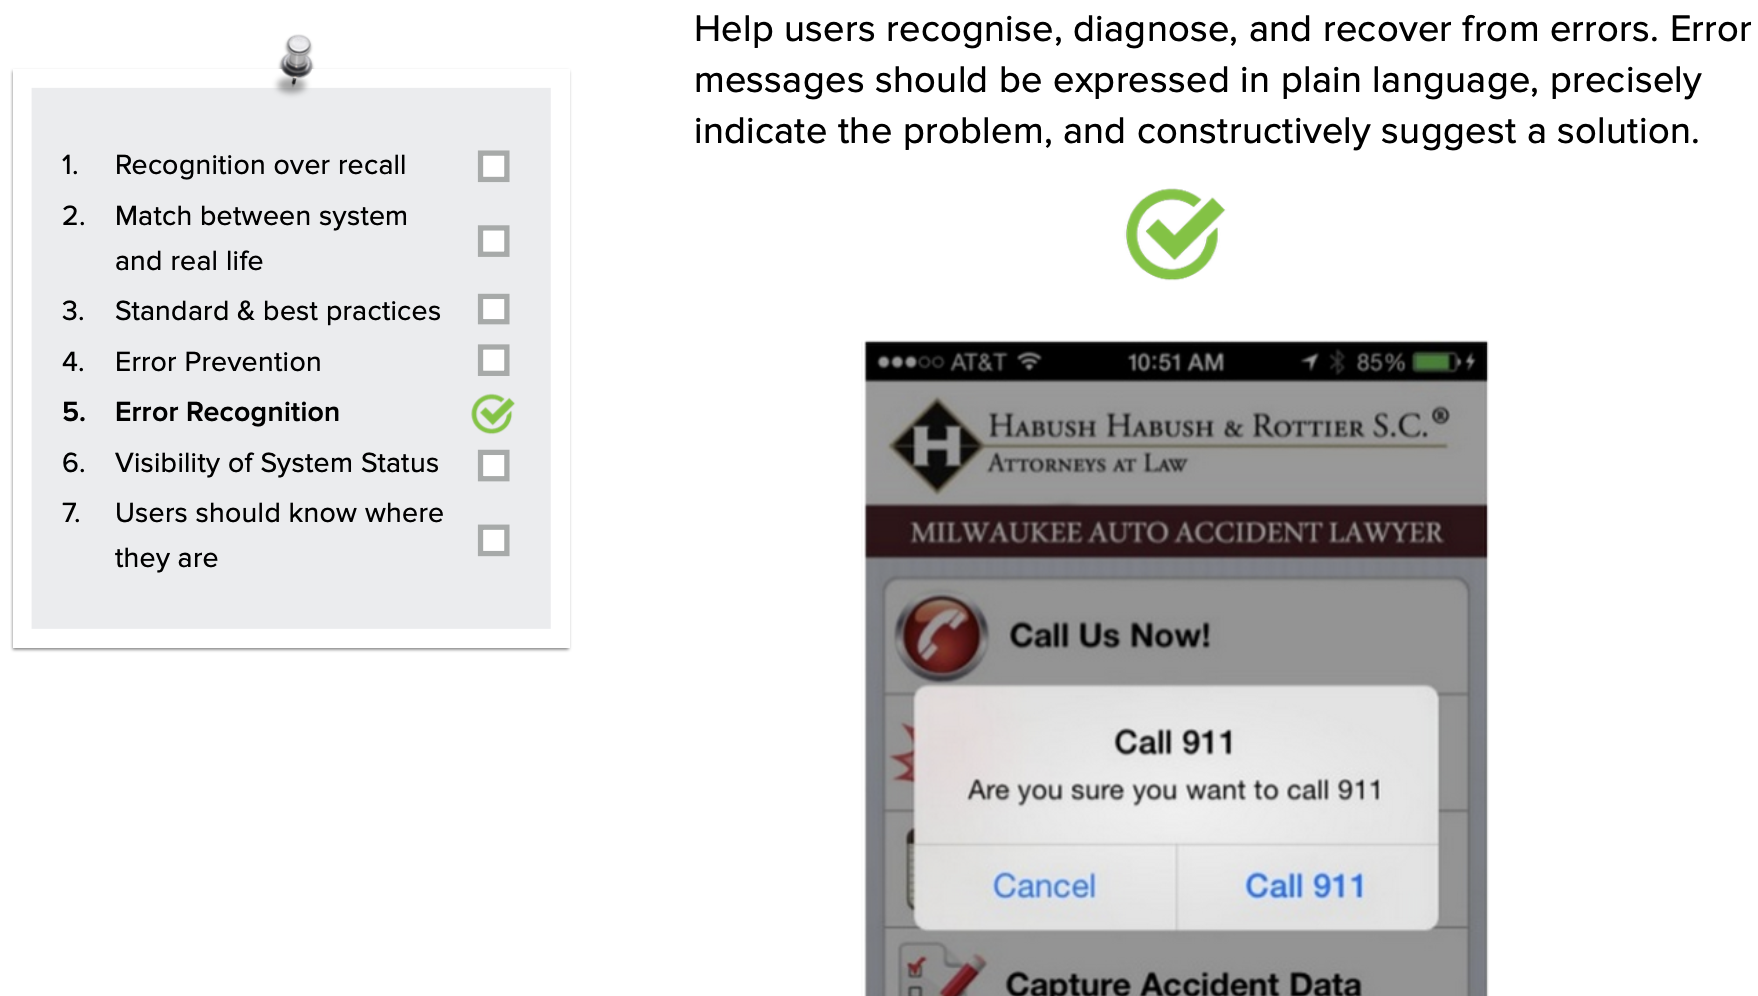 Help users recognise, diagnose, and recover from errors. Error
messages should be expressed in plain language, precisely
indicate the problem, and constructively suggest a solution.
1. Recognition over recall
2. Match between system
and real life
3. Standard & best practices
4. Error Prevention
5. Error Recognition
6. Visibility of System Status
7. Users should know where
they are
AT&T 10:51 AM 85%
H
HABUSH HABUSH & ROTTIER S.C.®
ATTORNEYS AT LAW
MILWAUKEE AUTO ACCIDENT LAWYER
Call Us Now!
Call 911
Are you sure you want to call 911
Cancel Call 911
Capture Accident Data